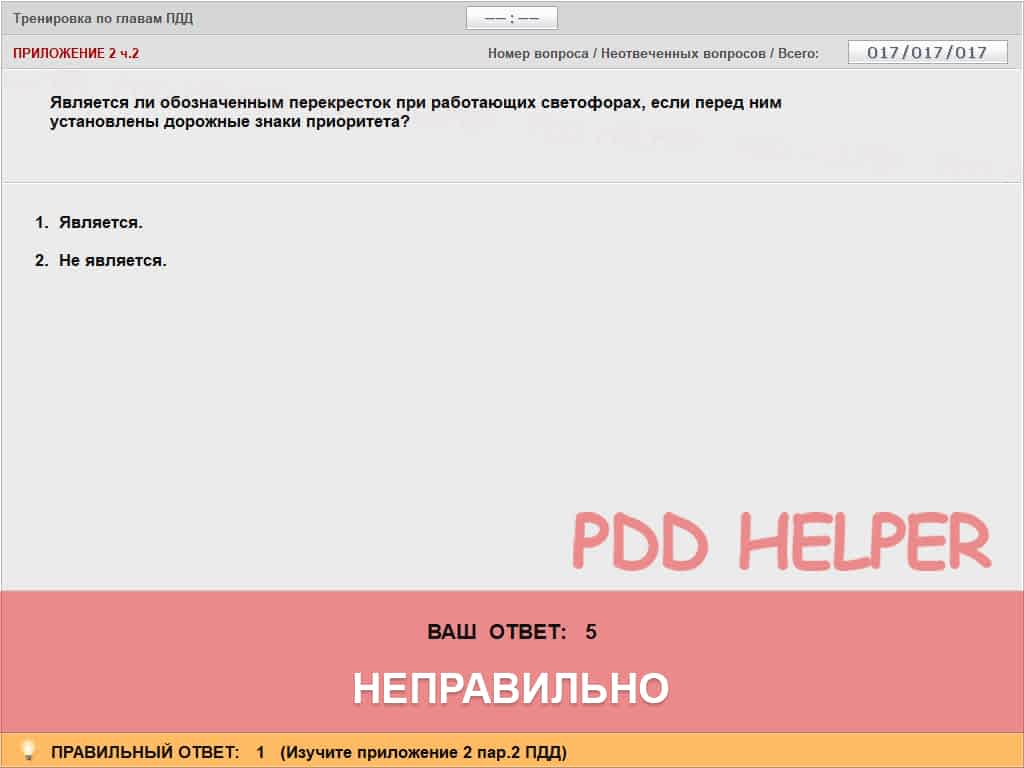 Тренировка по главам ПДД
–– : ––
ПРИЛОЖЕНИЕ 2 ч.2
Номер вопроса / Неотвеченных вопросов / Всего:
017/017/017
Является ли обозначенным перекресток при работающих светофорах, если перед ним
установлены дорожные знаки приоритета?
1. Является.
2. Не является.
PDD HELPER
ВАШ ОТВЕТ: 5
НЕПРАВИЛЬНО
ПРАВИЛЬНЫЙ ОТВЕТ: 1 (Изучите приложение 2 пар.2 ПДД)